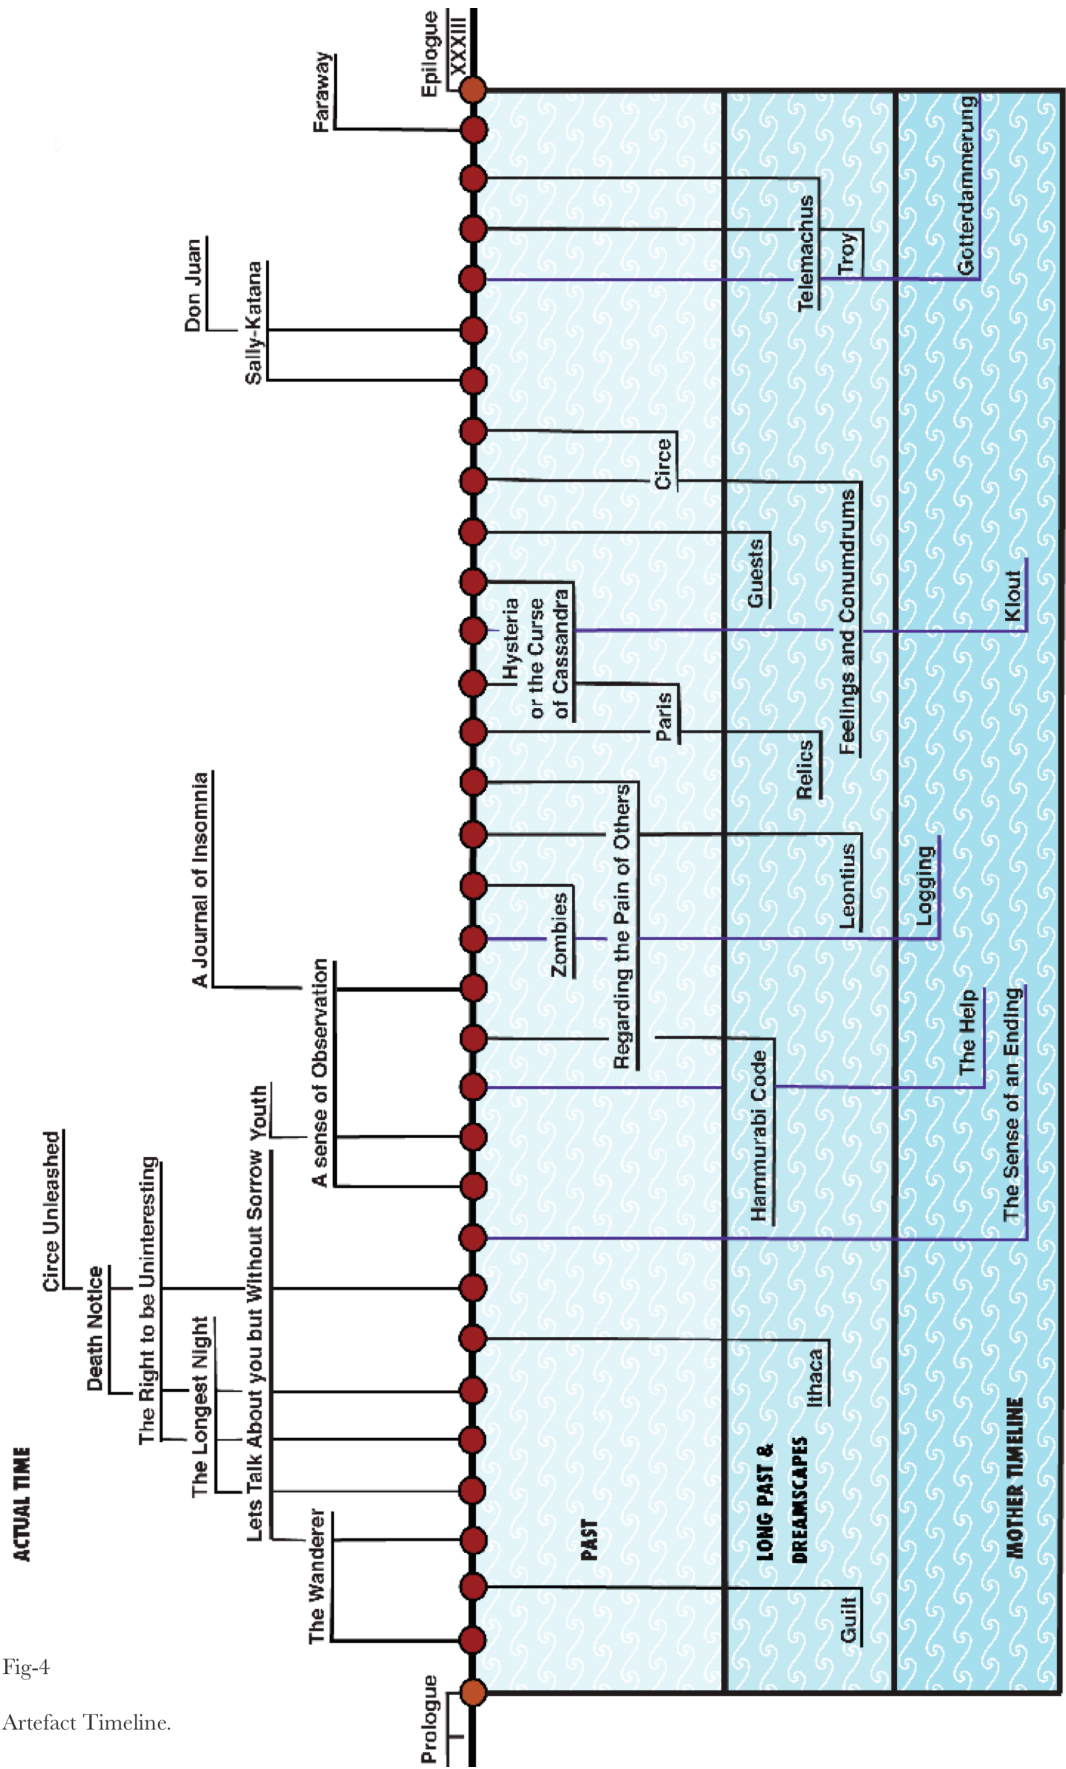 Fig-4
Artefact Timeline.
ACTUAL TIME
Prologue
I
The Wanderer
Lets Talk About you but Without Sorrow
The Longest Night
The Right to be Uninteresting
Death Notice
Circe Unleashed
Youth
A sense of Observation
A Journal of Insomnia
Sally-Katana
Don Juan
Faraway
Epilogue
XXXIII
PAST
Zombies
Regarding the Pain of Others
Hysteria
or the Curse
of Cassandra
Paris
Circe
LONG PAST &
DREAMSCAPES
Guilt
Ithaca
Hammurabi Code
Leontius
Relics
Feelings and Conumdrums
Guests
Telemachus
Troy
MOTHER TIMELINE
The Sense of an Ending
The Help
Logging
Klout
Gotterdammerung